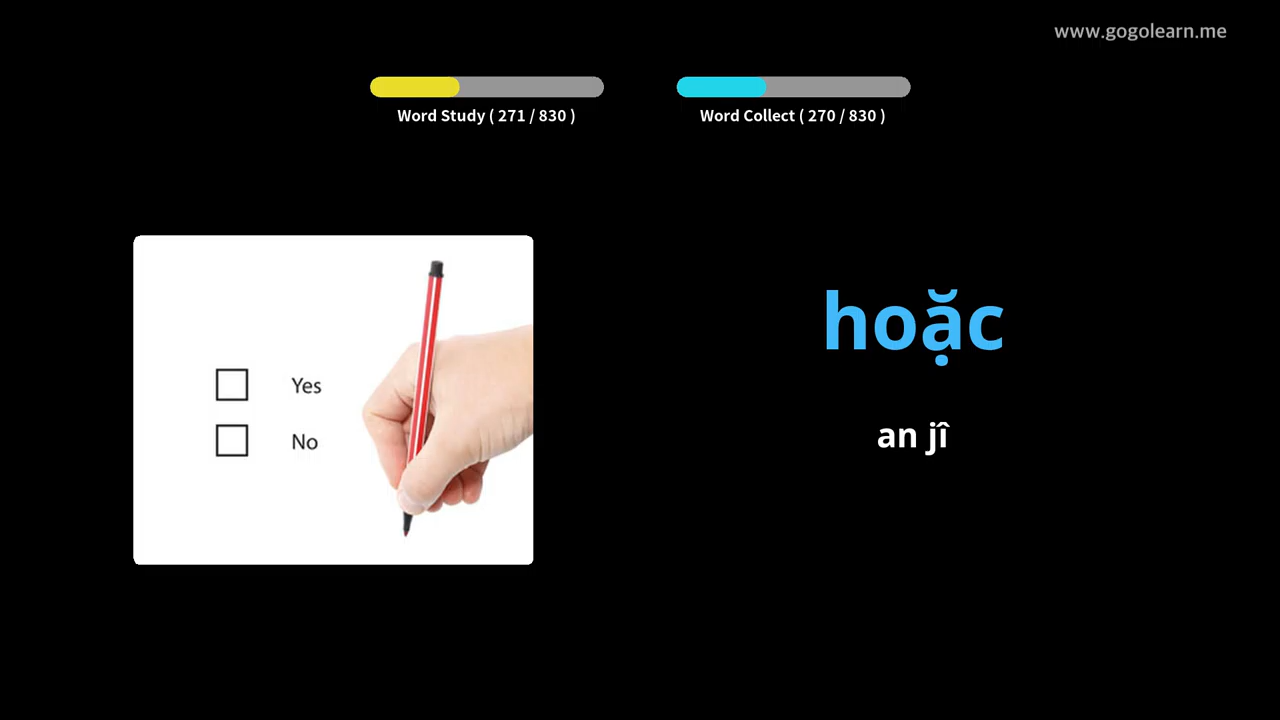 www.gogolearn.me
Word Study ( 271 / 830 )
Word Collect ( 270 / 830 )
Yes
No
hoặc
an jî